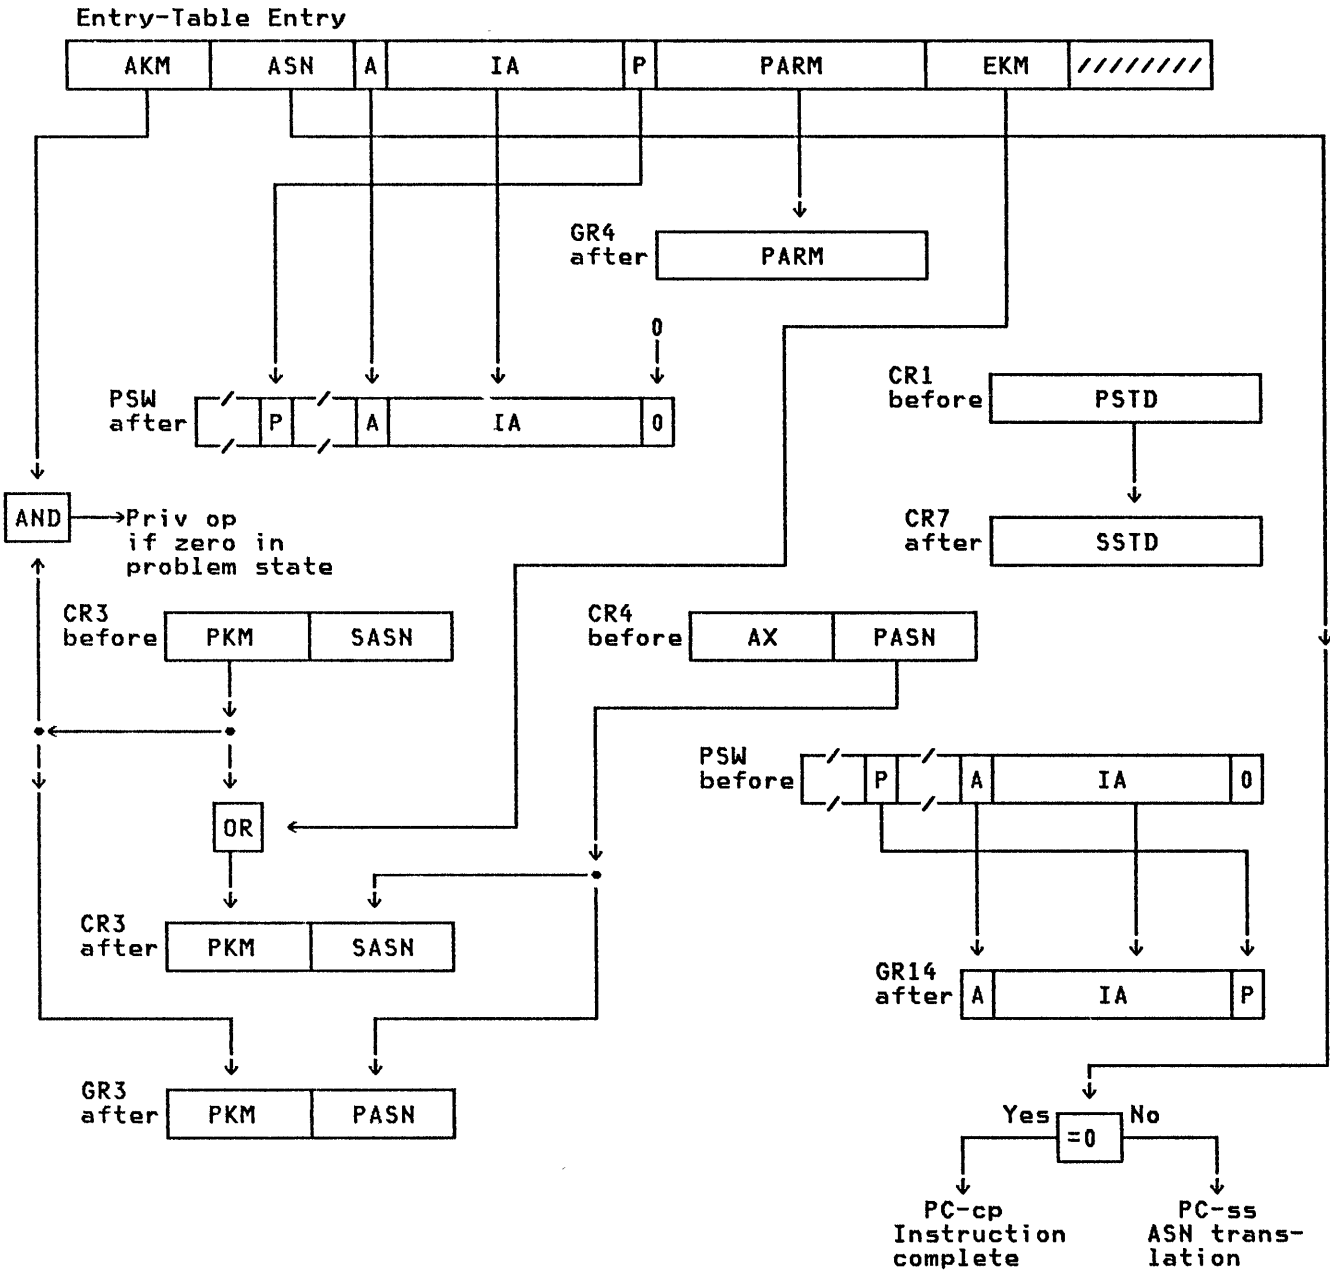 Entry-Table Entry
AKM ASN A IA P PARM EKM ////////
GR4
after
PARM
0
PSW
after
P A IA 0
CR1
before
PSTD
AND
Priv op
if zero in
problem state
CR7
after
SSTD
CR3
before
PKM SASN
CR4
before
AX PASN
PSW
before
P A IA 0
OR
CR3
after
PKM SASN
GR14
after
A IA P
GR3
after
PKM PASN
Yes =0 No
PC-cp
Instruction
complete
PC-ss
ASN trans-
lation